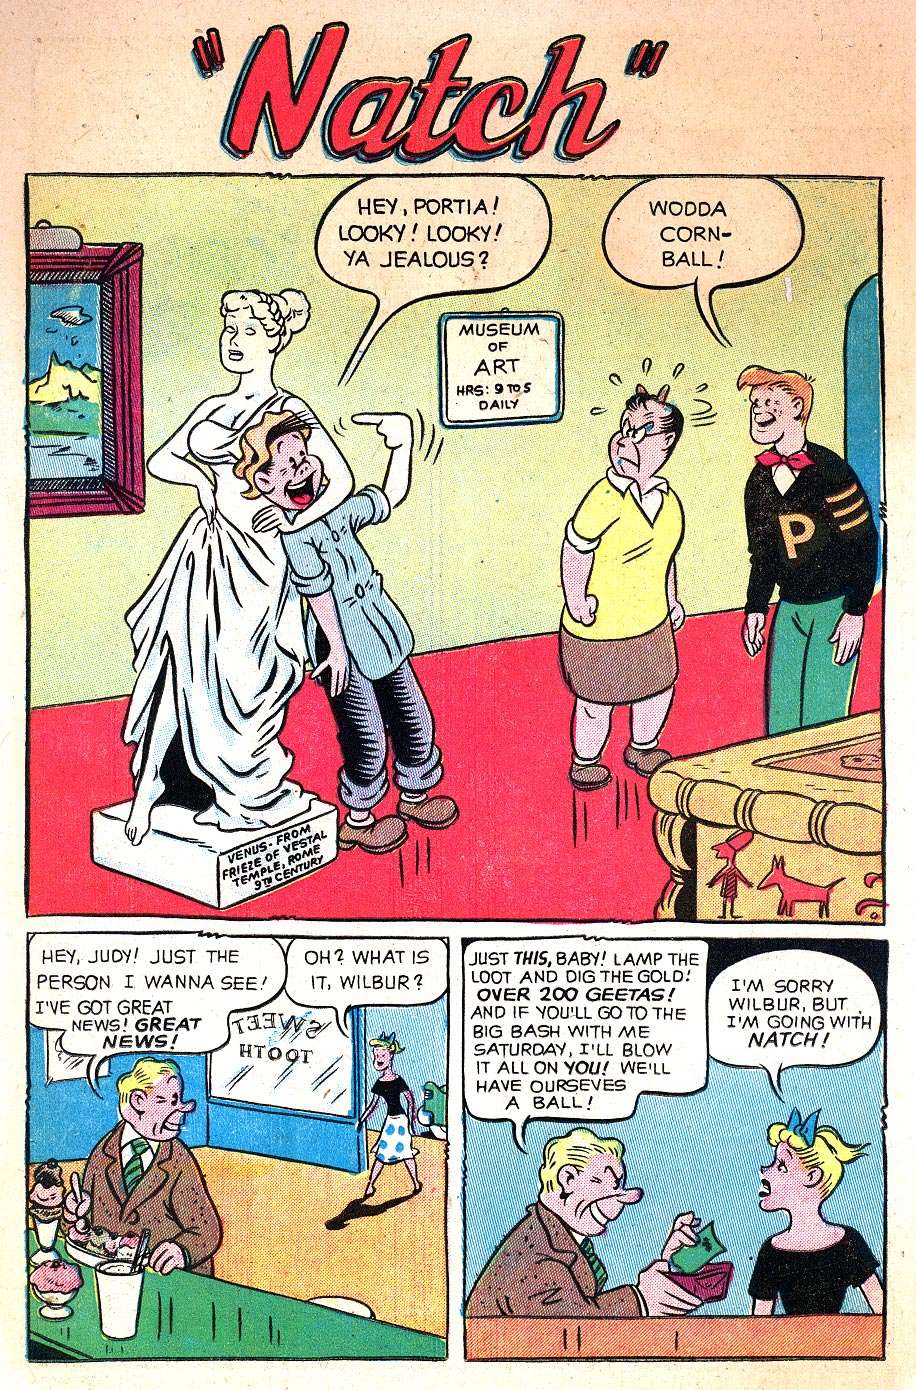 "Natch"
HEY, PORTIA!
LOOKY! LOOKY!
YA JEALOUS?
WODDA
CORN-
BALL!
MUSEUM
OF
ART
HRS: 9 TO 5
DAILY
P
VENUS - FROM
FRIEZE OF VESTAL
TEMPLE, ROME
9TH CENTURY
HEY, JUDY! JUST THE
PERSON I WANNA SEE!
I'VE GOT GREAT
NEWS! GREAT
NEWS!
OH? WHAT IS
IT, WILBUR?
SWEET
TOOTH
JUST THIS, BABY! LAMP THE
LOOT AND DIG THE GOLD!
OVER 200 GEETAS!
AND IF YOU'LL GO TO THE
BIG BASH WITH ME
SATURDAY, I'LL BLOW
IT ALL ON YOU! WE'LL
HAVE OURSEVES
A BALL!
I'M SORRY
WILBUR, BUT
I'M GOING WITH
NATCH!